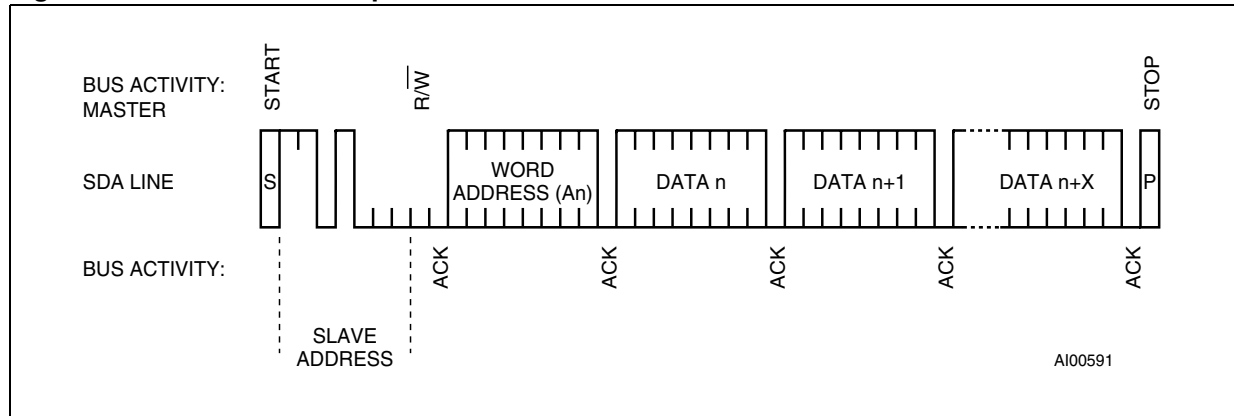 BUS ACTIVITY:
MASTER
START
R/W
STOP
SDA LINE
S
WORD
ADDRESS (An)
DATA n
DATA n+1
DATA n+X
P
BUS ACTIVITY:
ACK
ACK
ACK
ACK
ACK
SLAVE
ADDRESS
AI00591